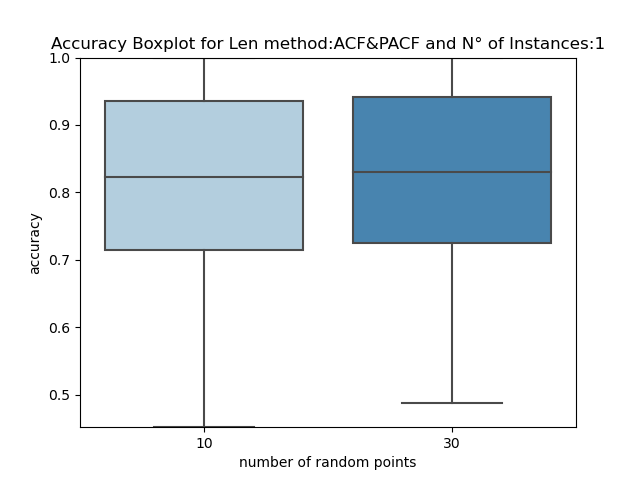 Accuracy Boxplot for Len method:ACF&PACF and N° of Instances:1
1.0
0.9
0.8
0.7
0.6
0.5
accuracy
10 30
number of random points